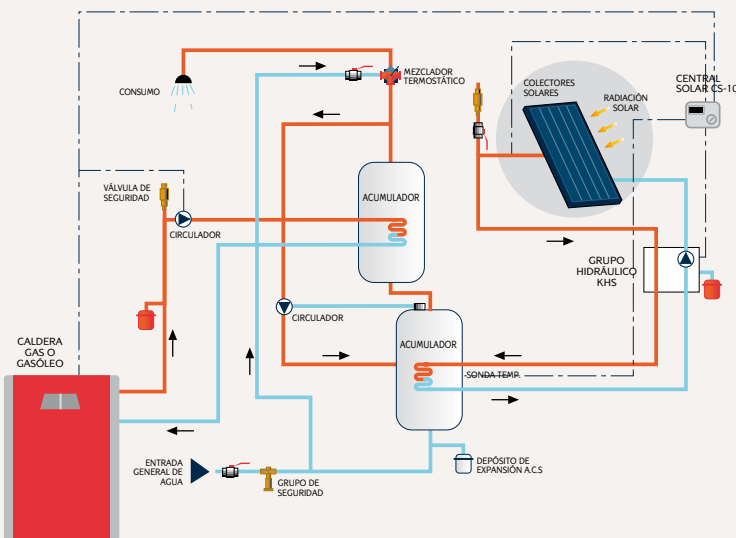 CONSUMO
MEZCLADOR
TERMOSTÁTICO
COLECTORES
SOLARES
RADIACIÓN
SOLAR
CENTRAL
SOLAR CS-10
VÁLVULA DE
SEGURIDAD
CIRCULADOR
ACUMULADOR
GRUPO
HIDRÁULICO
KHS
CIRCULADOR
ACUMULADOR
SONDA TEMP.
CALDERA
GAS O
GASÓLEO
ENTRADA
GENERAL DE
AGUA
GRUPO DE
SEGURIDAD
DEPÓSITO DE
EXPANSIÓN A.C.S